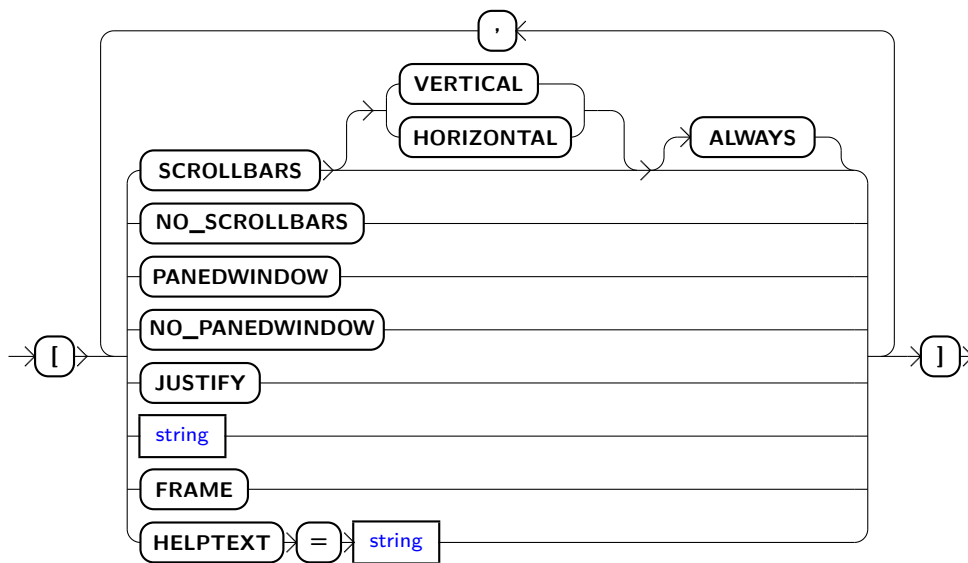 ,
VERTICAL
HORIZONTAL
ALWAYS
SCROLLBARS
NO_SCROLLBARS
PANEDWINDOW
NO_PANEDWINDOW
[
]
JUSTIFY
string
FRAME
HELPTEXT = string